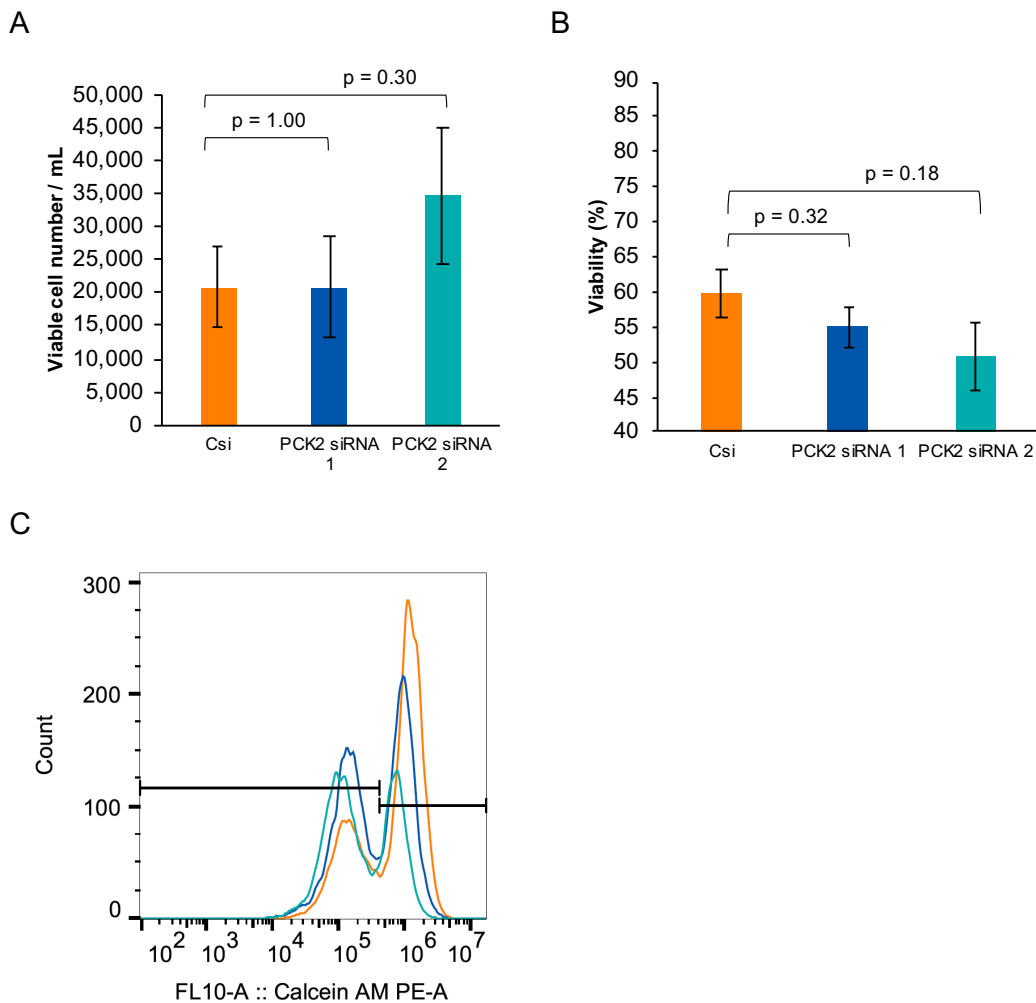 A
Viable cell number / mL
50,000
45,000
40,000
35,000
30,000
25,000
20,000
15,000
10,000
5,000
0
p = 0.30
p = 1.00
Csi
PCK2 siRNA
1
PCK2 siRNA
2
B
Viability (%)
90
85
80
75
70
65
60
55
50
45
40
p = 0.18
p = 0.32
Csi
PCK2 siRNA 1
PCK2 siRNA 2
C
Count
300
200
100
0
10^2
10^3
10^4
10^5
10^6
10^7
FL10-A :: Calcein AM PE-A